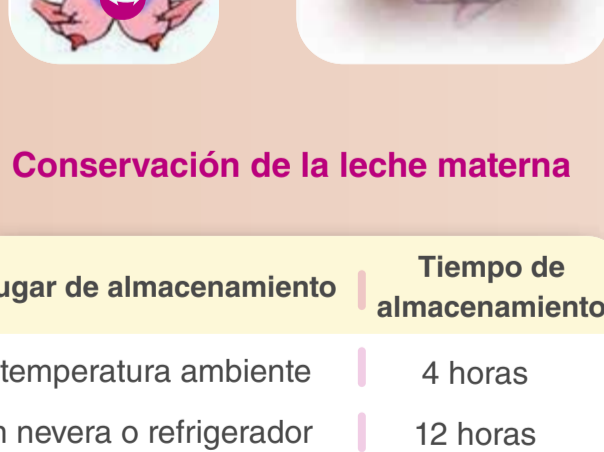 Conservación de la leche materna
ugar de almacenamiento
Tiempo de
almacenamiento
temperatura ambiente 4 horas
n nevera o refrigerador 12 horas